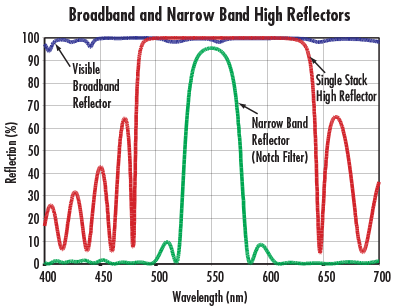 Broadband and Narrow Band High Reflectors
100
90
80
70
60
50
40
30
20
10
0
Reflection (%)
Visible
Broadband
Reflector
Single Stack
High Reflector
Narrow Band
Reflector
(Notch Filter)
400
450
500
550
600
650
700
Wavelength (nm)